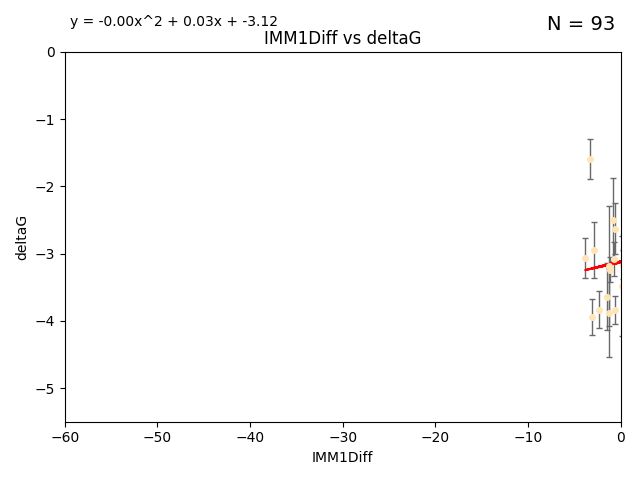 y = -0.00x^2 + 0.03x + -3.12
N = 93
IMM1Diff vs deltaG
0
−1
−2
−3
−4
−5
deltaG
−60 −50 −40 −30 −20 −10 0
IMM1Diff